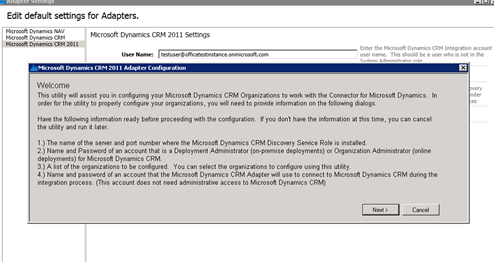 Adapter Settings
Edit default settings for Adapters.
Microsoft Dynamics NAV
Microsoft Dynamics CRM
Microsoft Dynamics CRM 2011
Microsoft Dynamics CRM 2011 Settings
User Name: testuser@officetestinstance.onmicrosoft.com
Enter the Microsoft Dynamics CRM Integration account
user name. This should be a user who is not in the
System Administrator role.
Microsoft Dynamics CRM 2011 Adapter Configuration
Welcome
This utility will assist you in configuring your Microsoft Dynamics CRM Organizations to work with the Connector for Microsoft Dynamics. In
order for the utility to properly configure your organizations, you will need to provide information on the following dialogs.
Have the following information ready before proceeding with the configuration. If you don't have the information at this time, you can cancel
the utility and run it later.
1.) The name of the server and port number where the Microsoft CRM Discovery Service Role is installed.
2.) Name and Password of an account that is a Deployment Administrator (on-premise deployments) or Organization Administrator (online
deployments) for Microsoft Dynamics CRM.
3.) A list of the organizations to be configured. You can select the organizations to configure using this utility.
4.) Name and password of an account that the Microsoft Dynamics CRM Adapter will use to connect to Microsoft Dynamics CRM during the
integration process. (This account does not need administrative access to Microsoft Dynamics CRM)
Next >
Cancel